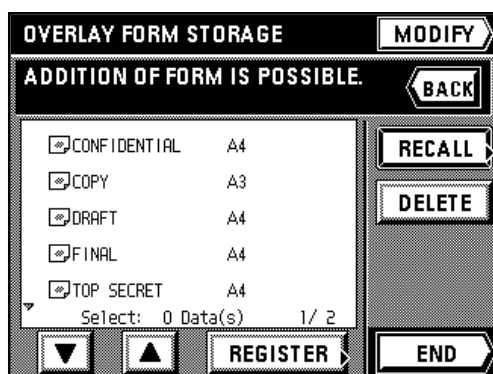 OVERLAY FORM STORAGE MODIFY
ADDITION OF FORM IS POSSIBLE. BACK
CONFIDENTIAL A4 RECALL
COPY A3
DRAFT A4 DELETE
FINAL A4
TOP SECRET A4
Select: 0 Data(s) 1/ 2
REGISTER END